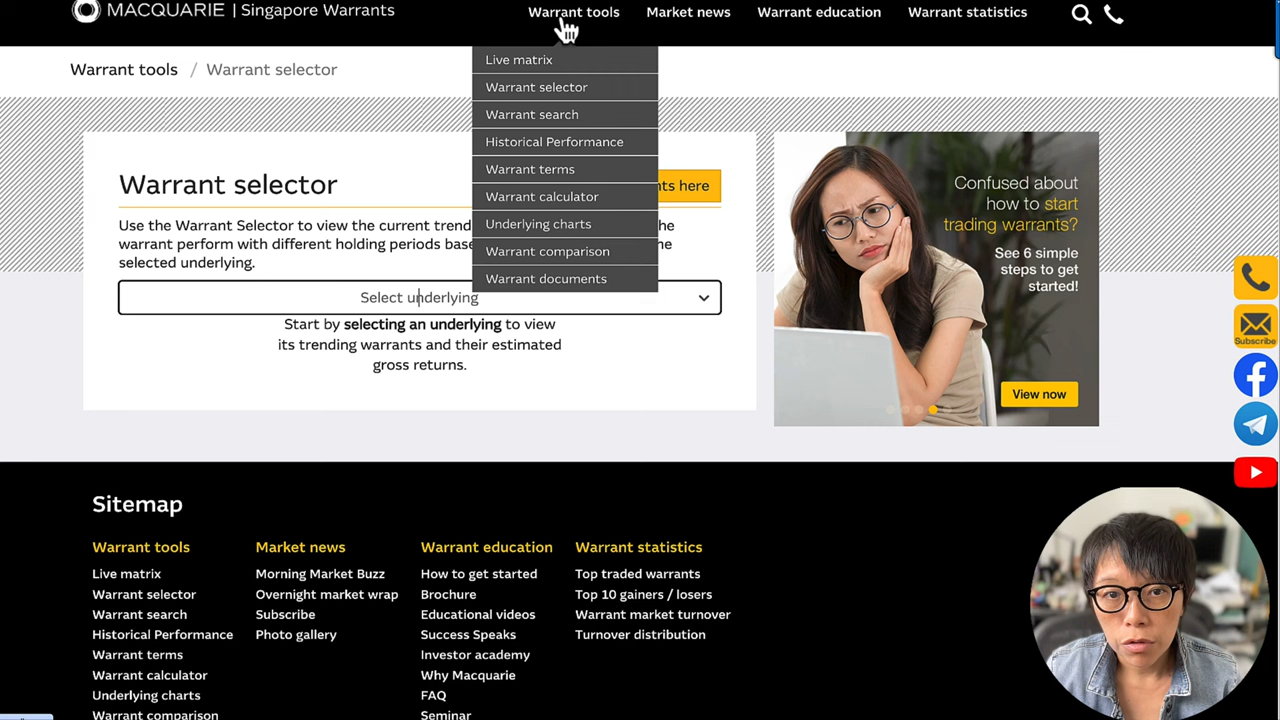 MACQUARIE | Singapore Warrants
Warrant tools
Market news
Warrant education
Warrant statistics
Live matrix
Warrant selector
Warrant search
Historical Performance
Warrant terms
Warrant calculator
Underlying charts
Warrant comparison
Warrant documents
Warrant tools / Warrant selector
Warrant selector
nts here
Use the Warrant Selector to view the current trend
the
warrant perform with different holding periods base
me
selected underlying.
Select underlying
Start by selecting an underlying to view
its trending warrants and their estimated
gross returns.
Confused about
how to start
trading warrants?
See 6 simple
steps to get
started!
View now
Subscribe
Sitemap
Warrant tools
Live matrix
Warrant selector
Warrant search
Historical Performance
Warrant terms
Warrant calculator
Underlying charts
Warrant comparison
Market news
Morning Market Buzz
Overnight market wrap
Subscribe
Photo gallery
Warrant education
How to get started
Brochure
Educational videos
Success Speaks
Investor academy
Why Macquarie
FAQ
Seminar
Warrant statistics
Top traded warrants
Top 10 gainers / losers
Warrant market turnover
Turnover distribution